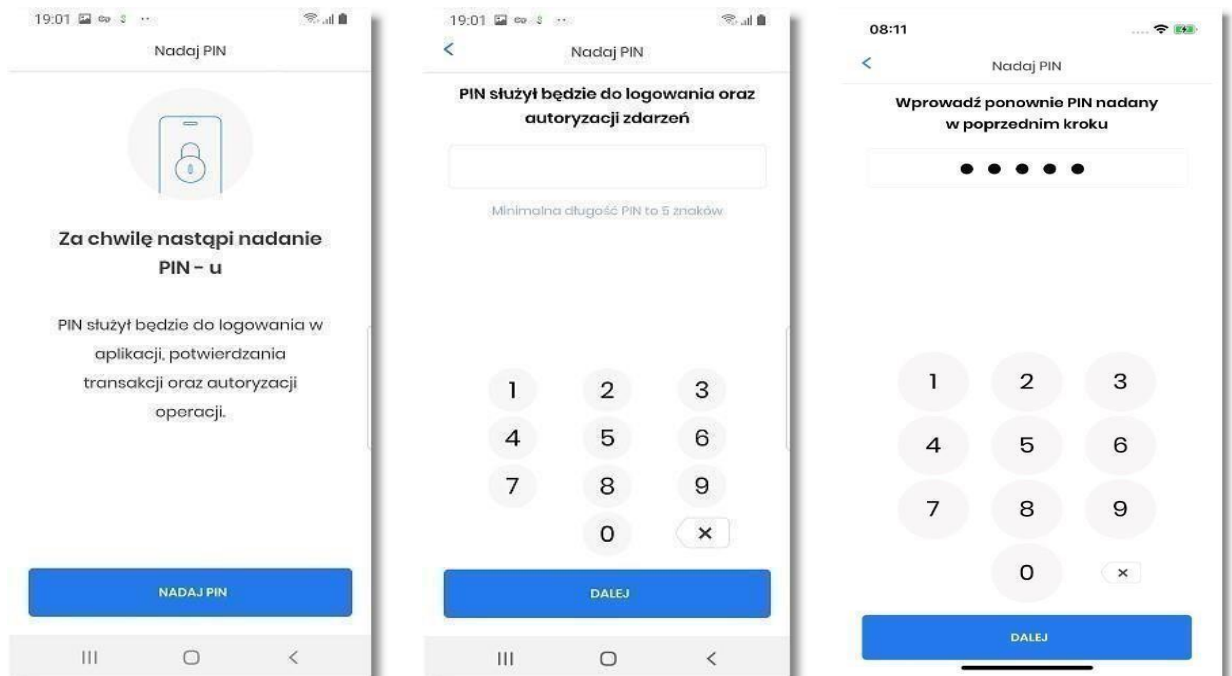 19:01
Nadaj PIN
Za chwilę nastąpi nadanie
PIN - u
PIN służył będzie do logowania w
aplikacji, potwierdzania
transakcji oraz autoryzacji
operacji.
NADAJ PIN
19:01
Nadaj PIN
PIN służył będzie do logowania oraz
autoryzacji zdarzeń
Minimalna długość PIN to 5 znaków
1 2 3
4 5 6
7 8 9
0
DALEJ
08:11
Nadaj PIN
Wprowadź ponownie PIN nadany
w poprzednim kroku
1 2 3
4 5 6
7 8 9
0
DALEJ